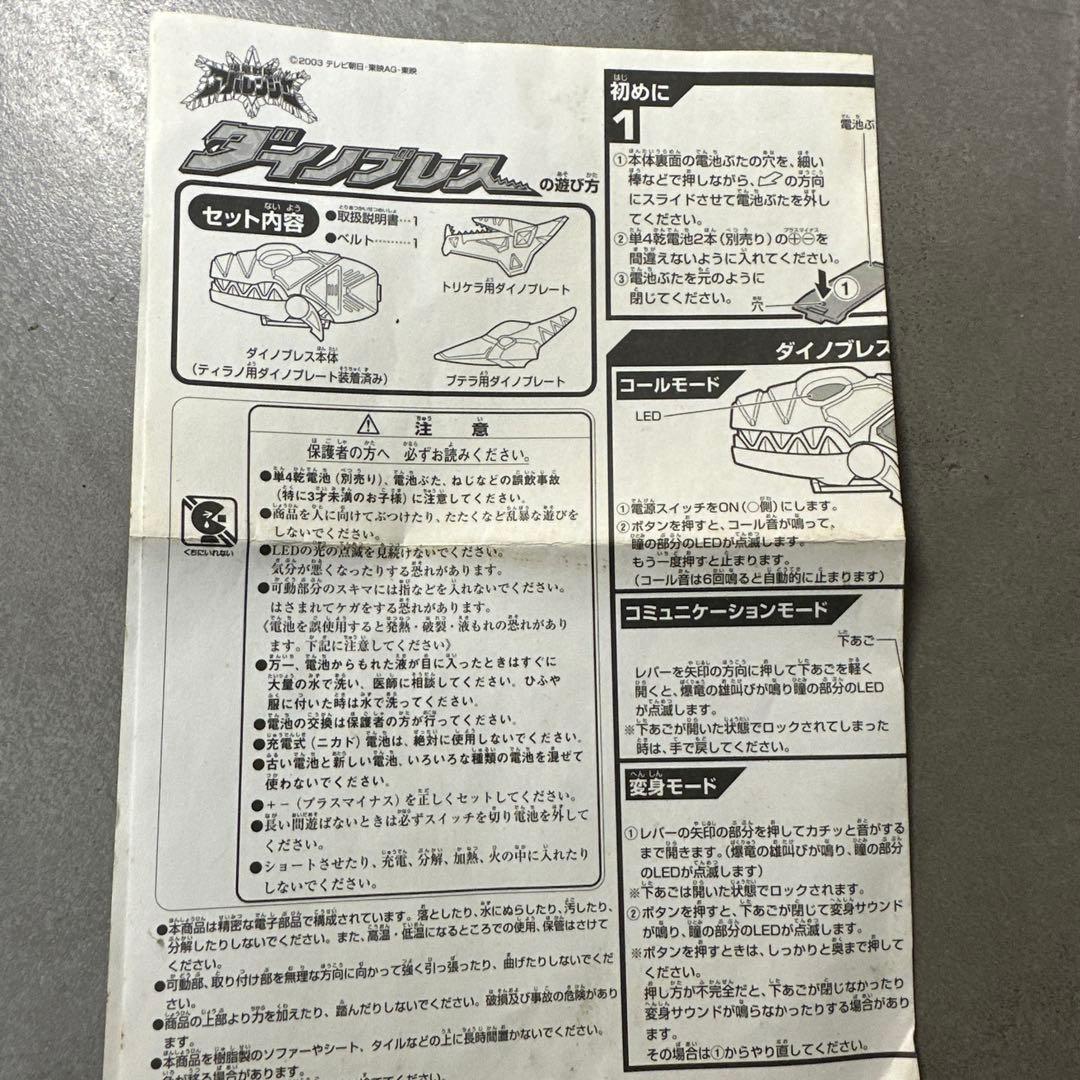 爆竜戦隊
アバレンジャー
©2003 テレビ朝日・東映AG・東映
ダイノブレス の遊び方
セット内容
●取扱説明書…1
●ベルト………1
ダイノブレス本体
(ティラノ用ダイノプレート装着済み)
トリケラ用ダイノプレート
プテラ用ダイノプレート
くちにいれない
⚠ 注意
保護者の方へ 必ずお読みください。
●単4乾電池(別売り)、電池ぶた、ねじなどの誤飲事故
(特に3才未満のお子様)に注意してください。
●商品を人に向けてぶつけたり、たたくなど乱暴な遊びを
しないでください。
●LEDの光の点滅を見続けないでください。
気分が悪くなったりする恐れがあります。
●可動部分のスキマには指などを入れないでください。
はさまれてケガをする恐れがあります。
《電池を誤使用すると発熱・破裂・液もれの恐れがあり
ます。下記に注意してください》
●万一、電池からもれた液が目に入ったときはすぐに
大量の水で洗い、医師に相談してください。ひふや
服に付いた時は水で洗ってください。
●電池の交換は保護者の方が行ってください。
●充電式(ニカド)電池は、絶対に使用しないでください。
●古い電池と新しい電池、いろいろな種類の電池を混ぜて
使わないでください。
●+-(プラスマイナス)を正しくセットしてください。
●長い間遊ばないときは必ずスイッチを切り電池を外して
ください。
●ショートさせたり、充電、分解、加熱、火の中に入れたり
しないでください。
●本商品は精密な電子部品で構成されています。落としたり、水にぬらしたり、汚したり、
分解したりしないでください。また、高温・低温になるところでの使用、保管はさけて
ください。
●可動部、取り付け部を無理な方向に向かって強く引っ張ったり、曲げたりしないでくだ
さい。
●商品の上部より力を加えたり、踏んだりしないでください。破損及び事故の危険があり
ます。
●本商品を樹脂製のソファーやシート、タイルなどの上に長時間置かないでください。
色が移る場合があります。
初めに
1
電池ぶ
①本体裏面の電池ぶたの穴を、細い
棒などで押しながら、の方向
にスライドさせて電池ぶたを外し
てください。
②単4乾電池2本(別売り)の⊕⊖を
間違えないように入れてください。
③電池ぶたを元のように
閉じてください。
穴
①
ダイノブレス
コールモード
LED
①電源スイッチをON(○側)にします。
②ボタンを押すと、コール音が鳴って、
瞳の部分のLEDが点滅します。
もう一度押すと止まります。
(コール音は6回鳴ると自動的に止まります)
コミュニケーションモード
下あご
レバーを矢印の方向に押して下あごを軽く
開くと、爆竜の雄叫びが鳴り瞳の部分のLED
が点滅します。
※下あごが開いた状態でロックされてしまった
時は、手で戻してください。
変身モード
①レバーの矢印の部分を押してカチッと音がする
まで開きます。(爆竜の雄叫びが鳴り、瞳の部分
のLEDが点滅します)
※下あごは開いた状態でロックされます。
②ボタンを押すと、下あごが閉じて変身サウンド
が鳴り、瞳の部分のLEDが点滅します。
※ボタンを押すときは、しっかりと奥まで押して
ください。
押し方が不完全だと、下あごが閉じなかったり
変身サウンドが鳴らなかったりする場合があり
ます。
その場合は①からやり直してください。